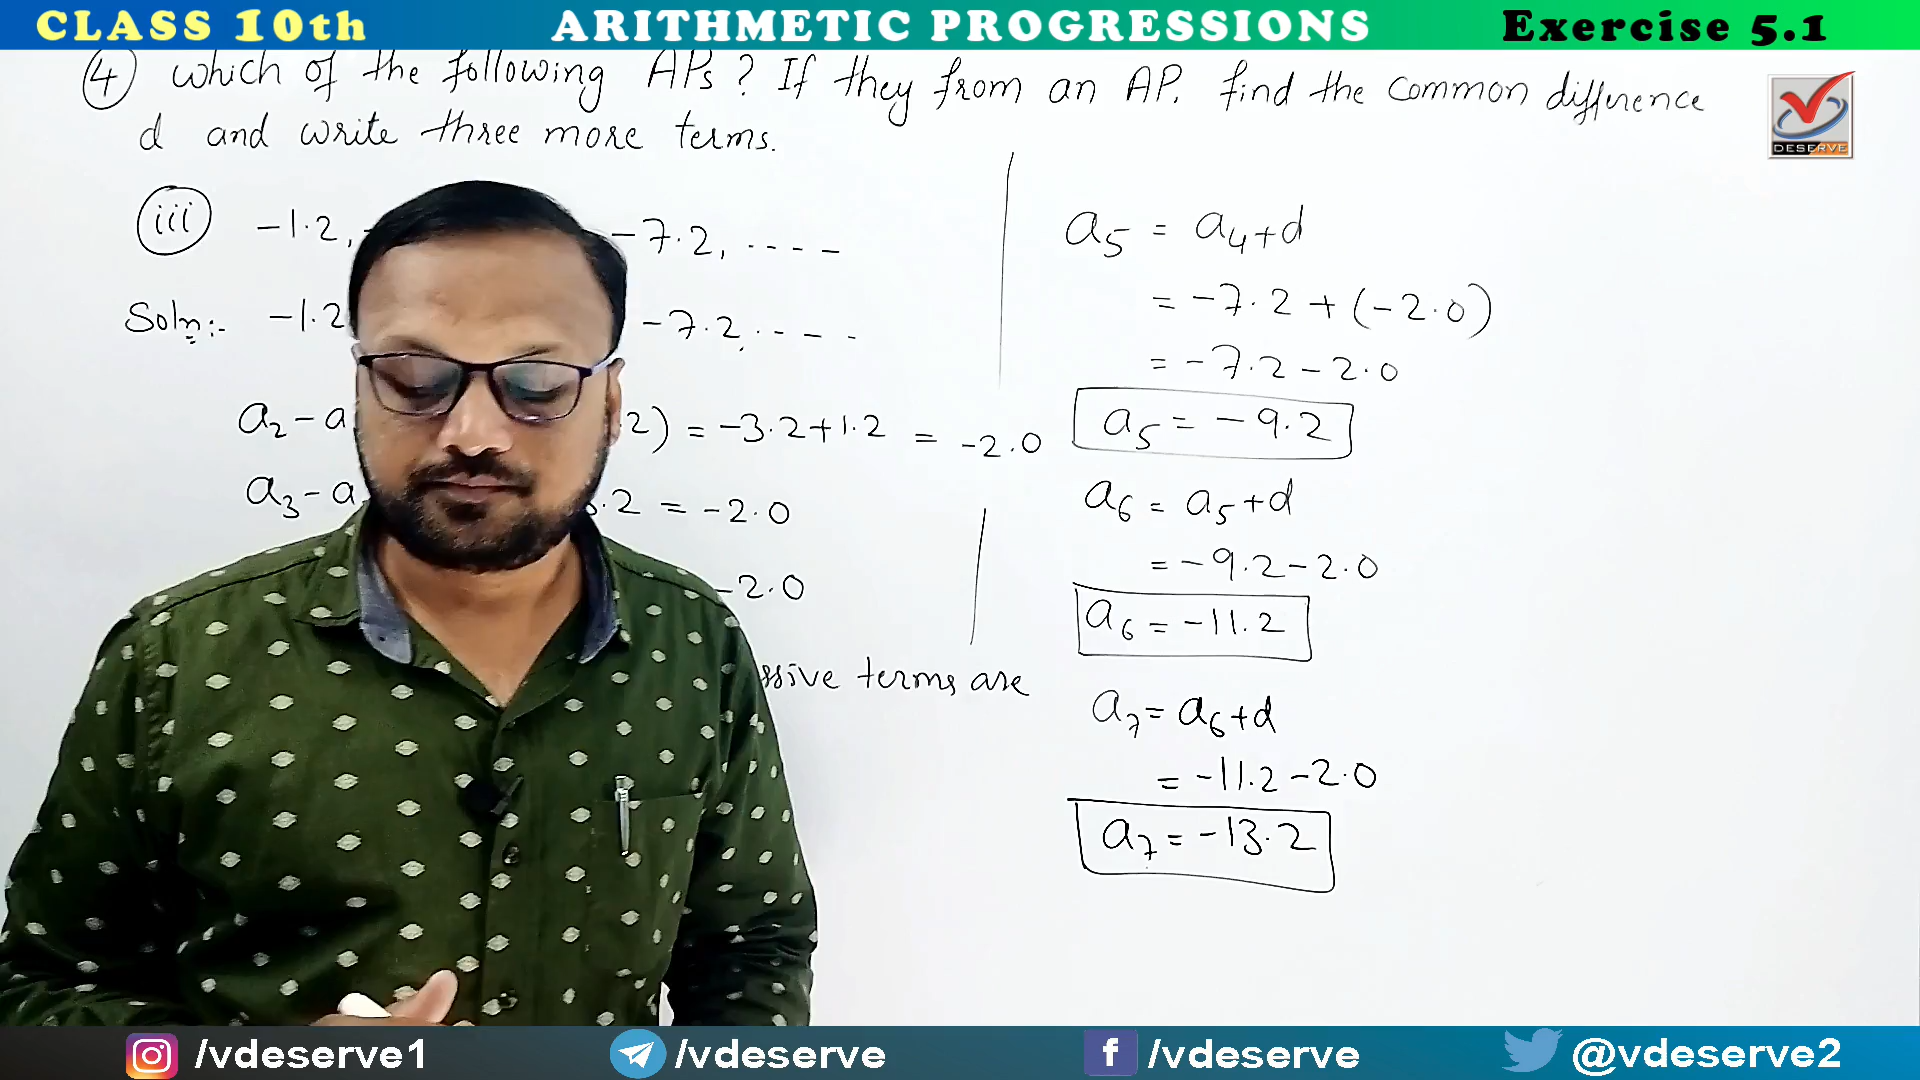 CLASS 10th ARITHMETIC PROGRESSIONS Exercise 5.1
④ which of the following APs? If they from an AP. find the common difference
d and write three more terms.
DESERVE
(iii) -1.2, -7.2, ----
Soln:- -1.2 -7.2, ----
a₂ - a 2) = -3.2+1.2 = -2.0
a₃ - a .2 = -2.0
-2.0
ssive terms are
a₅ = a₄+d
= -7.2 + (-2.0)
= -7.2 - 2.0
a₅ = -9.2
a₆ = a₅+d
= -9.2-2.0
a₆ = -11.2
a₇ = a₆+d
= -11.2-2.0
a₇ = -13.2
/vdeserve1 /vdeserve /vdeserve @vdeserve2